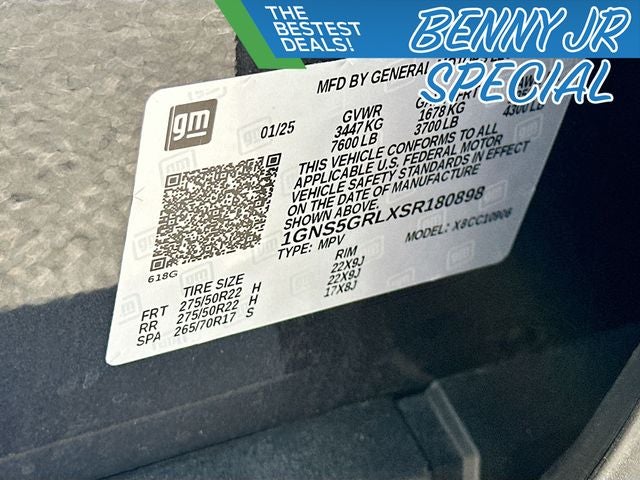 THE
BESTEST
DEALS!
BENNY JR
SPECIAL
gm
MFD BY GENERAL
01/25
GVWR
3447 KG 1678 KG
7600 LB 3700 LB 4300 LB
THIS VEHICLE CONFORMS TO ALL
APPLICABLE U.S. FEDERAL MOTOR
VEHICLE SAFETY STANDARDS IN EFFECT
ON THE DATE OF MANUFACTURE
1GNS5GRLXSR180898
TYPE: MPV MODEL: X8CC10906
618G
TIRE SIZE RIM
FRT 275/50R22 H 22X9J
RR 275/50R22 H 22X9J
SPA 265/70R17 S 17X8J